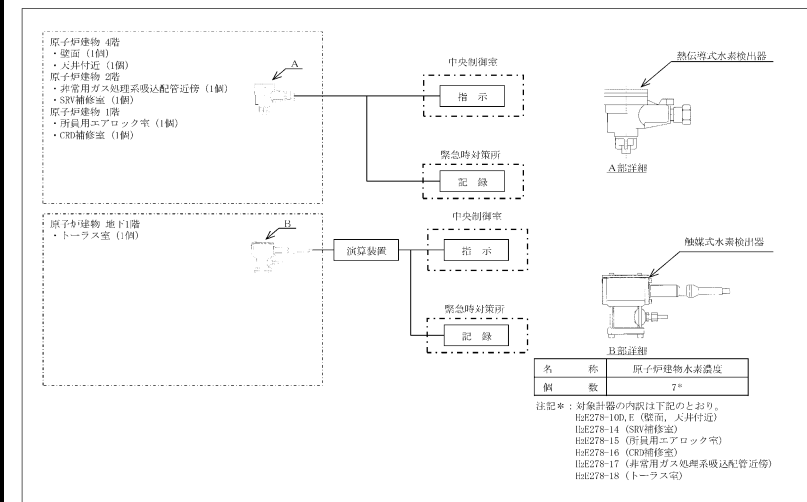 原子炉建物 4階
・壁面（1個）
・天井付近（1個）
原子炉建物 2階
・非常用ガス処理系吸込配管近傍（1個）
・SRV補修室（1個）
原子炉建物 1階
・所員用エアロック室（1個）
・CRD補修室（1個）
A
中央制御室
指 示
緊急時対策所
記 録
熱伝導式水素検出器
A部詳細
原子炉建物 地下1階
・トーラス室（1個）
B
演算装置
中央制御室
指 示
緊急時対策所
記 録
触媒式水素検出器
B部詳細
名 称 原子炉建物水素濃度
個 数 7*
注記*：対象計器の内訳は下記のとおり。
H2E278-10D,E（壁面，天井付近）
H2E278-14（SRV補修室）
H2E278-15（所員用エアロック室）
H2E278-16（CRD補修室）
H2E278-17（非常用ガス処理系吸込配管近傍）
H2E278-18（トーラス室）